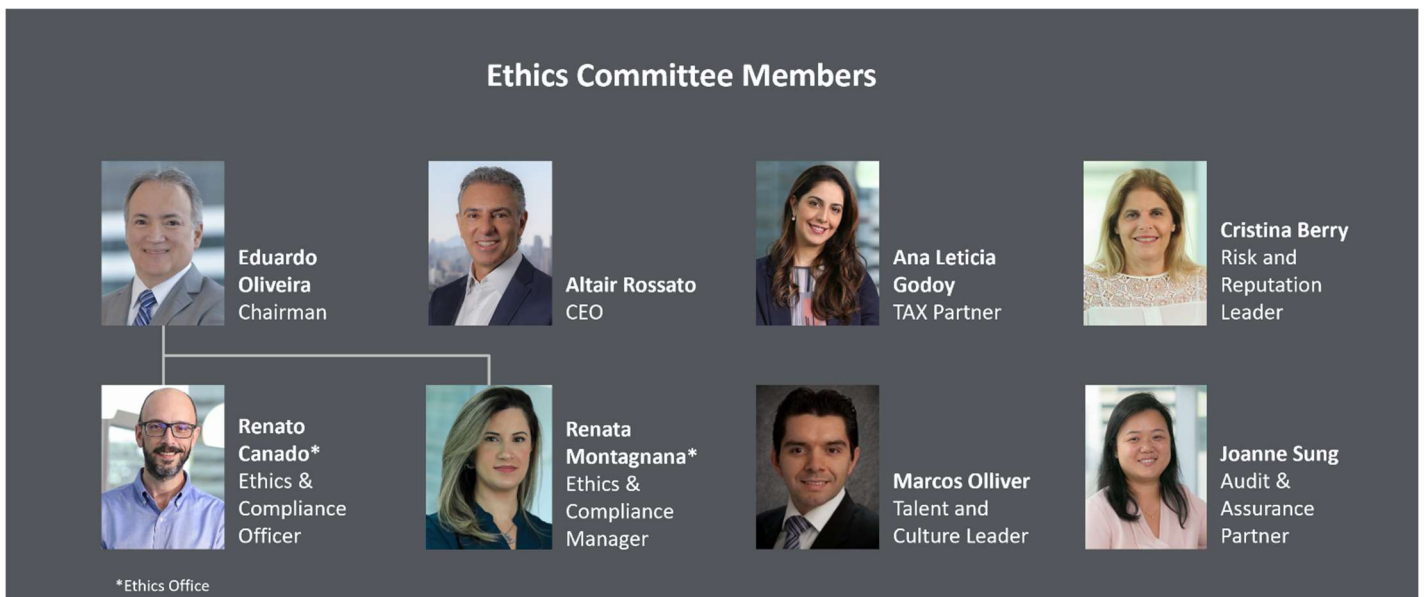 Ethics Committee Members
Eduardo
Oliveira
Chairman
Altair Rossato
CEO
Ana Leticia
Godoy
TAX Partner
Cristina Berry
Risk and
Reputation
Leader
Renato
Canado*
Ethics &
Compliance
Officer
Renata
Montagnana*
Ethics &
Compliance
Manager
Marcos Olliver
Talent and
Culture Leader
Joanne Sung
Audit &
Assurance
Partner
*Ethics Office